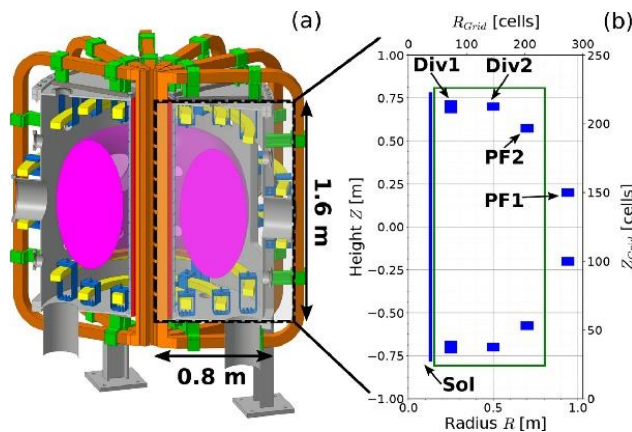 (a)
1.6 m
0.8 m
(b)
R_Grid [cells]
0 100 200 300
1.00
0.75
0.50
0.25
0.00
−0.25
−0.50
−0.75
−1.00
Height Z [m]
Div1
Div2
PF2
PF1
Sol
250
200
150
100
50
0
Z_Grid [cells]
0.0 0.5 1.0
Radius R [m]